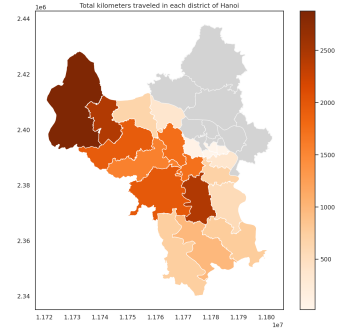 Total kilometers traveled in each district of Hanoi
1e6
2.44
2.42
2.40
2.38
2.36
2.34
1.172 1.173 1.174 1.175 1.176 1.177 1.178 1.179 1.180
1e7
2500
2000
1500
1000
500